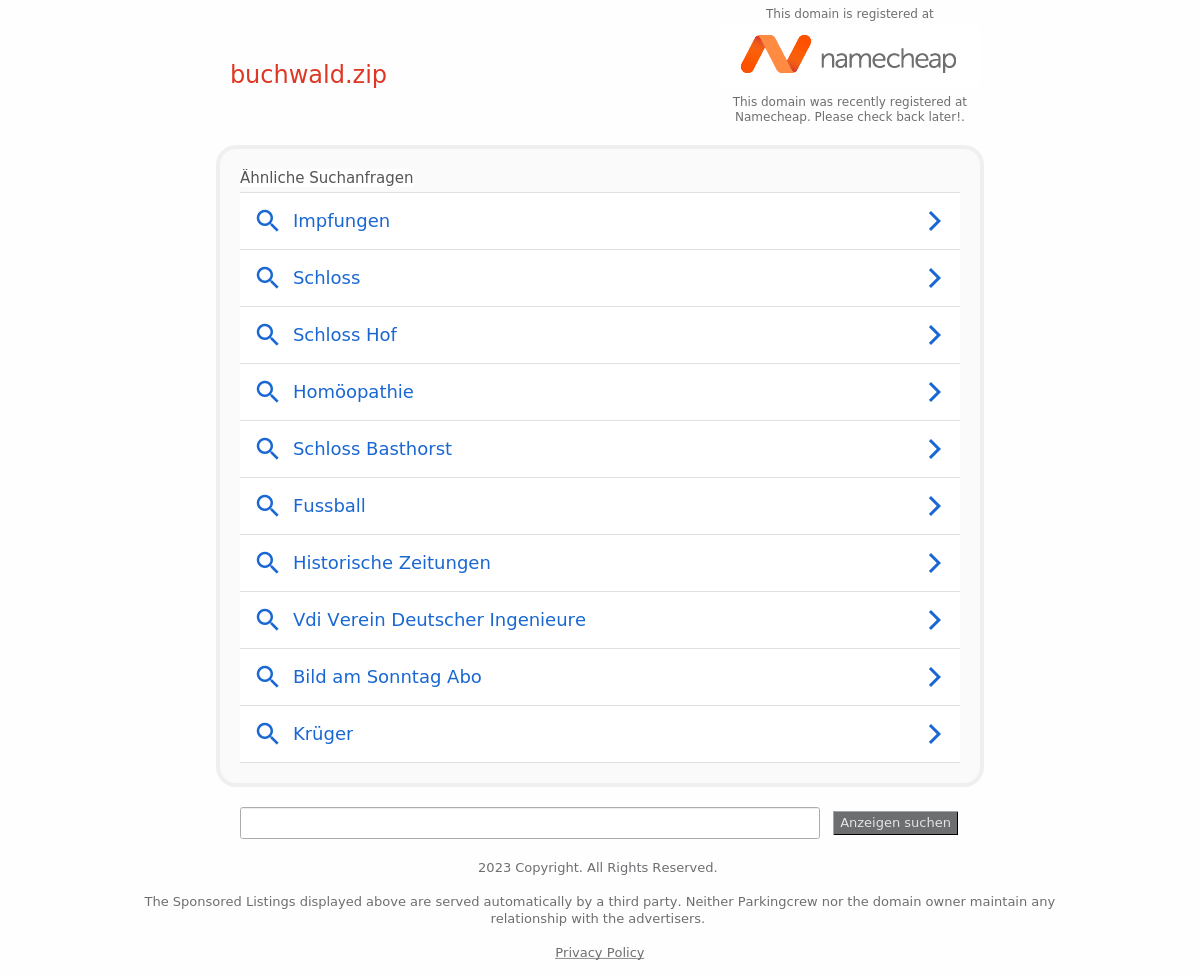 This domain is registered at
namecheap
buchwald.zip
This domain was recently registered at
Namecheap. Please check back later!.
Ähnliche Suchanfragen
Impfungen
Schloss
Schloss Hof
Homöopathie
Schloss Basthorst
Fussball
Historische Zeitungen
Vdi Verein Deutscher Ingenieure
Bild am Sonntag Abo
Krüger
Anzeigen suchen
2023 Copyright. All Rights Reserved.
The Sponsored Listings displayed above are served automatically by a third party. Neither Parkingcrew nor the domain owner maintain any
relationship with the advertisers.
Privacy Policy